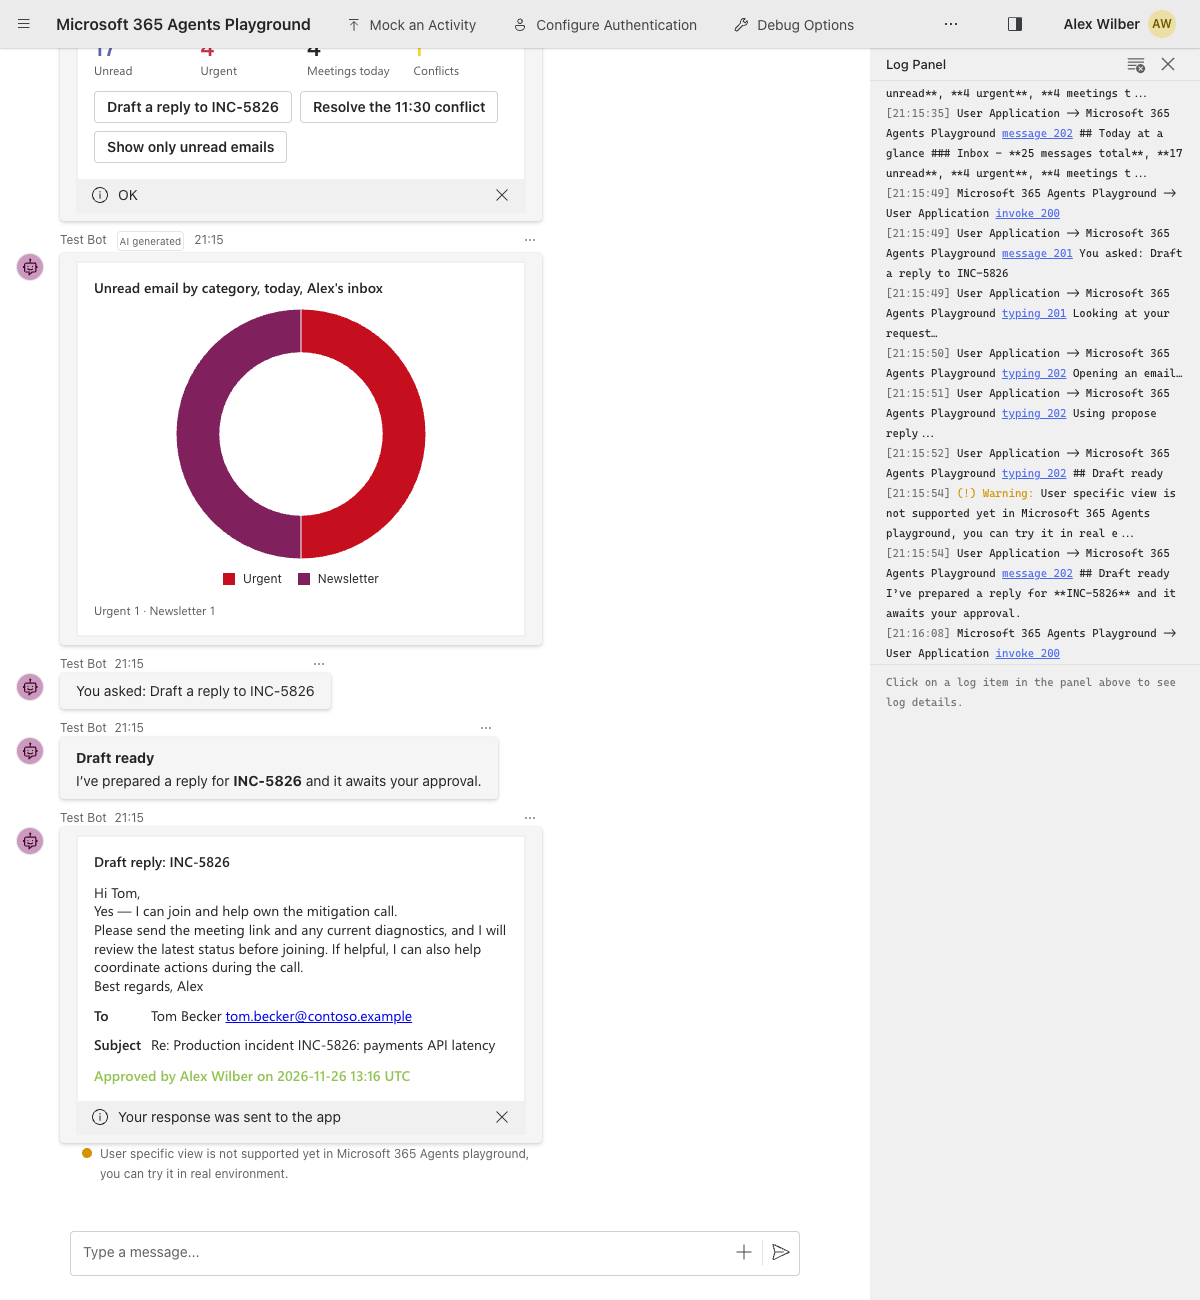 Microsoft 365 Agents Playground
Mock an Activity
Configure Authentication
Debug Options
Alex Wilber
AW
17
4
4
Unread
Urgent
Meetings today
Conflicts
Draft a reply to INC-5826
Resolve the 11:30 conflict
Show only unread emails
OK
Test Bot AI generated 21:15
Unread email by category, today, Alex's inbox
Urgent
Newsletter
Urgent 1 · Newsletter 1
Test Bot 21:15
You asked: Draft a reply to INC-5826
Test Bot 21:15
Draft ready
I've prepared a reply for INC-5826 and it awaits your approval.
Test Bot 21:15
Draft reply: INC-5826
Hi Tom,
Yes — I can join and help own the mitigation call.
Please send the meeting link and any current diagnostics, and I will
review the latest status before joining. If helpful, I can also help
coordinate actions during the call.
Best regards, Alex
To Tom Becker tom.becker@contoso.example
Subject Re: Production incident INC-5826: payments API latency
Approved by Alex Wilber on 2026-11-26 13:16 UTC
Your response was sent to the app
User specific view is not supported yet in Microsoft 365 Agents playground,
you can try it in real environment.
Type a message...
Log Panel
unread**, **4 urgent**, **4 meetings t...
[21:15:35] User Application -> Microsoft 365
Agents Playground message 202 ## Today at a
glance ### Inbox - **25 messages total**, **17
unread**, **4 urgent**, **4 meetings t...
[21:15:49] Microsoft 365 Agents Playground ->
User Application invoke 200
[21:15:49] User Application -> Microsoft 365
Agents Playground message 201 You asked: Draft
a reply to INC-5826
[21:15:49] User Application -> Microsoft 365
Agents Playground typing 201 Looking at your
request…
[21:15:50] User Application -> Microsoft 365
Agents Playground typing 202 Opening an email…
[21:15:51] User Application -> Microsoft 365
Agents Playground typing 202 Using propose
reply...
[21:15:52] User Application -> Microsoft 365
Agents Playground typing 202 ## Draft ready
[21:15:54] (!) Warning: User specific view is
not supported yet in Microsoft 365 Agents
playground, you can try it in real e...
[21:15:54] User Application -> Microsoft 365
Agents Playground message 202 ## Draft ready
I've prepared a reply for **INC-5826** and it
awaits your approval.
[21:16:08] Microsoft 365 Agents Playground ->
User Application invoke 200
Click on a log item in the panel above to see
log details.